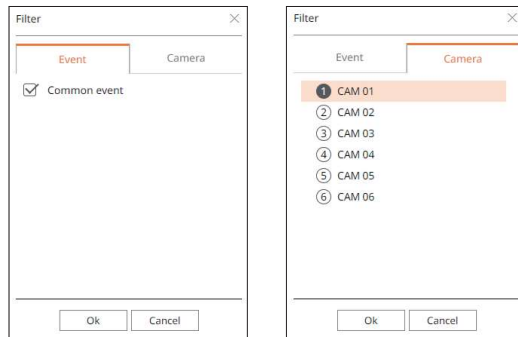 Filter
Event Camera
Common event
Ok Cancel
Filter
Event Camera
1 CAM 01
2 CAM 02
3 CAM 03
4 CAM 04
5 CAM 05
6 CAM 06
Ok Cancel